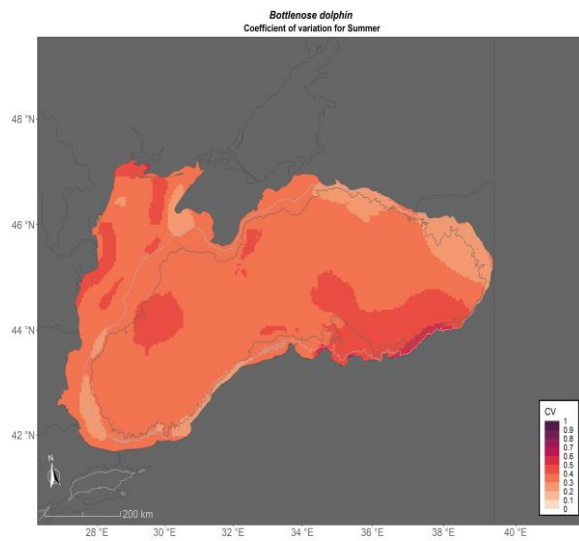 Bottlenose dolphin
Coefficient of variation for Summer
48 °N
46 °N
44 °N
42 °N
CV
1
0.9
0.8
0.7
0.6
0.5
0.4
0.3
0.2
0.1
0
N
200 km
28 °E 30 °E 32 °E 34 °E 36 °E 38 °E 40 °E